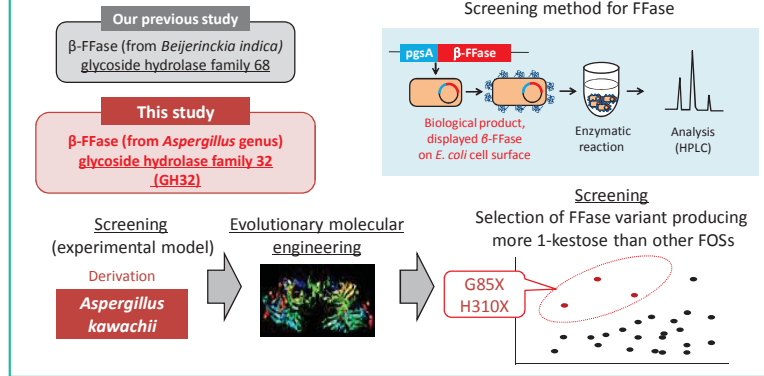 Our previous study
β-FFase (from Beijerinckia indica)
glycoside hydrolase family 68
This study
β-FFase (from Aspergillus genus)
glycoside hydrolase family 32
(GH32)
Screening method for FFase
pgsA β-FFase
Biological product,
displayed β-FFase
on E. coli cell surface
Enzymatic
reaction
Analysis
(HPLC)
Screening
(experimental model)
Derivation
Aspergillus
kawachii
Evolutionary molecular
engineering
Screening
Selection of FFase variant producing
more 1-kestose than other FOSs
G85X
H310X